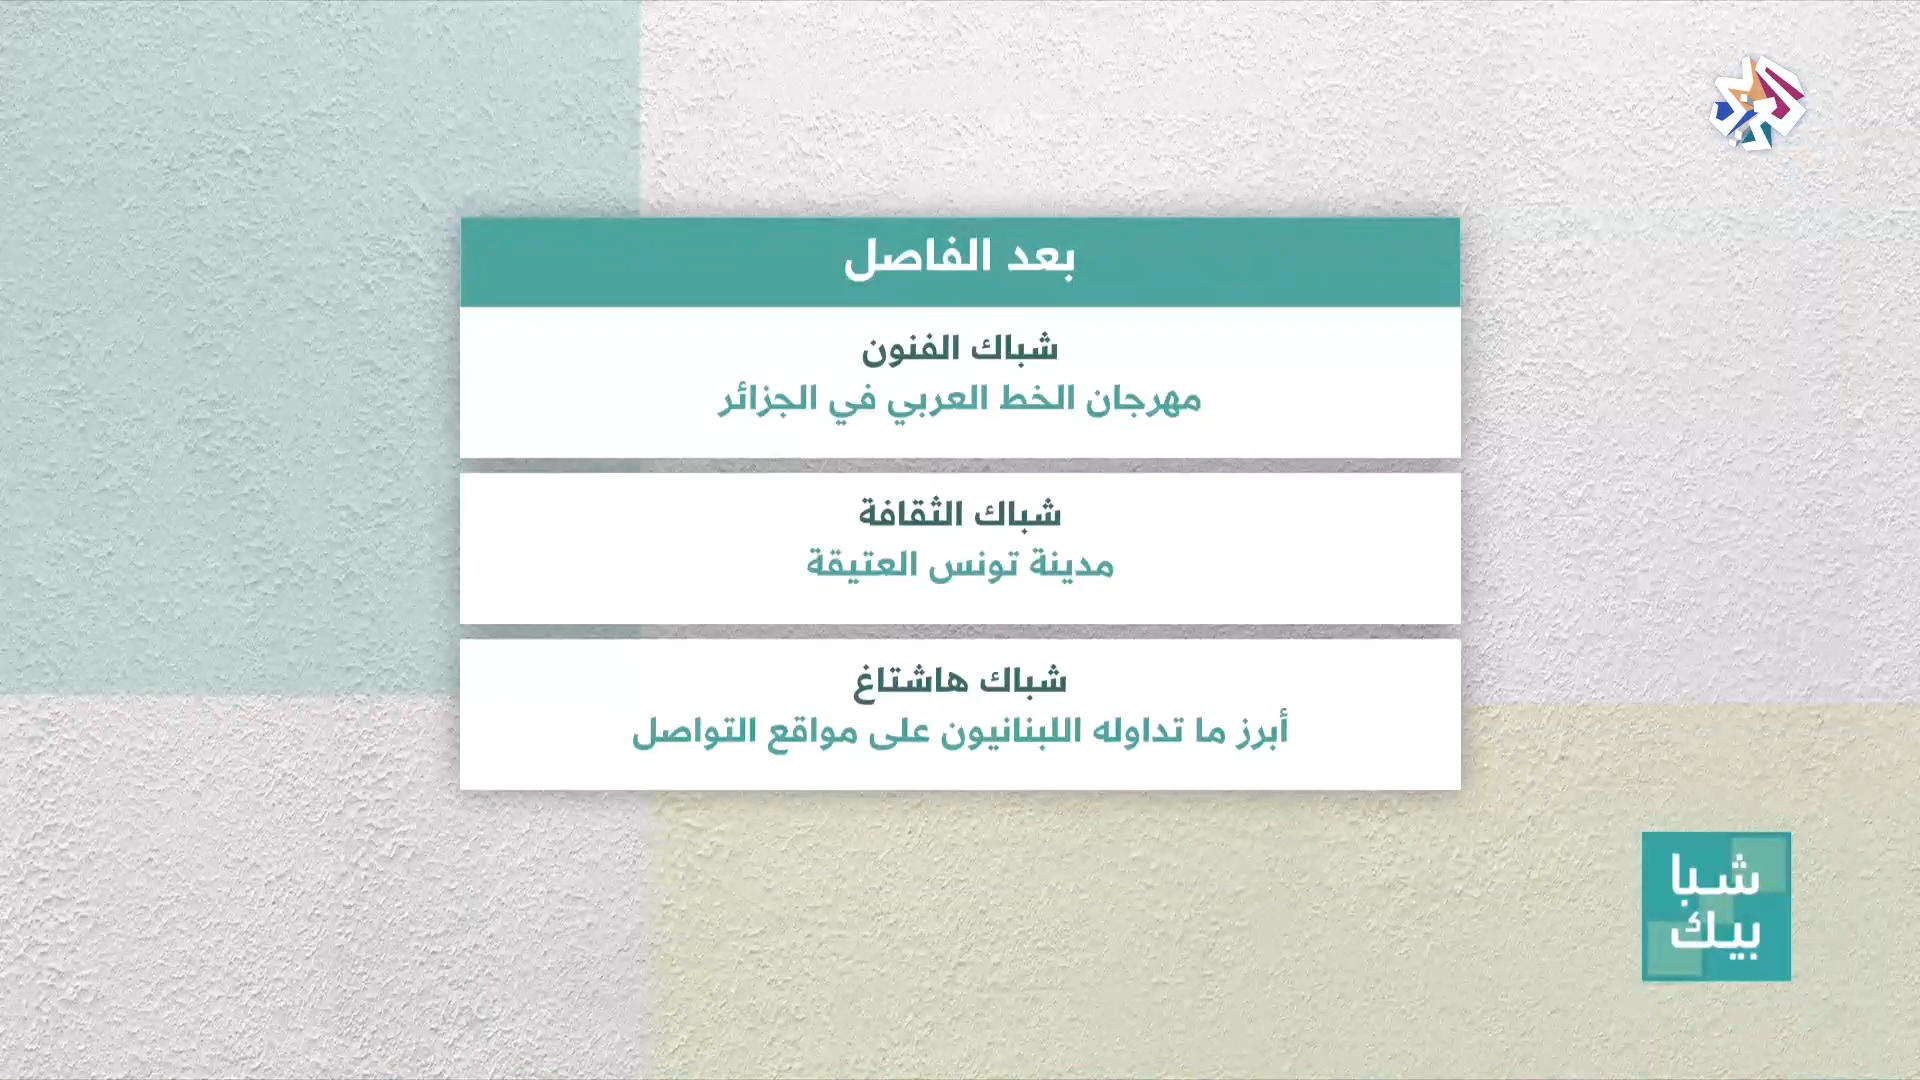 بعد الفاصل
شباك الفنون
مهرجان الخط العربي في الجزائر
شباك الثقافة
مدينة تونس العتيقة
شباك هاشتاغ
أبرز ما تداوله اللبنانيون على مواقع التواصل
شبا
بيك